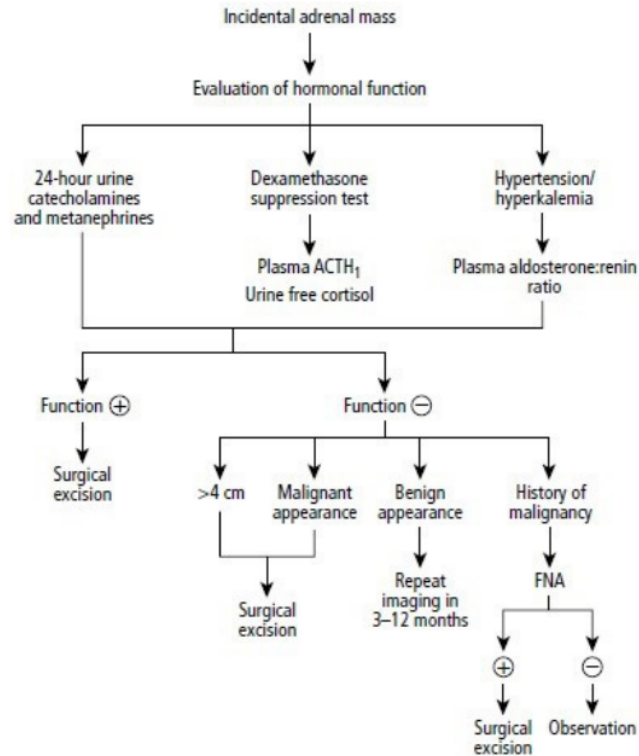 Incidental adrenal mass
Evaluation of hormonal function
24-hour urine
catecholamines
and metanephrines
Dexamethasone
suppression test
Hypertension/
hyperkalemia
Plasma ACTH₁
Urine free cortisol
Plasma aldosterone:renin
ratio
Function ⊕
Function ⊖
Surgical
excision
>4 cm
Malignant
appearance
Benign
appearance
History of
malignancy
Surgical
excision
Repeat
imaging in
3–12 months
FNA
⊕
⊖
Surgical
excision
Observation